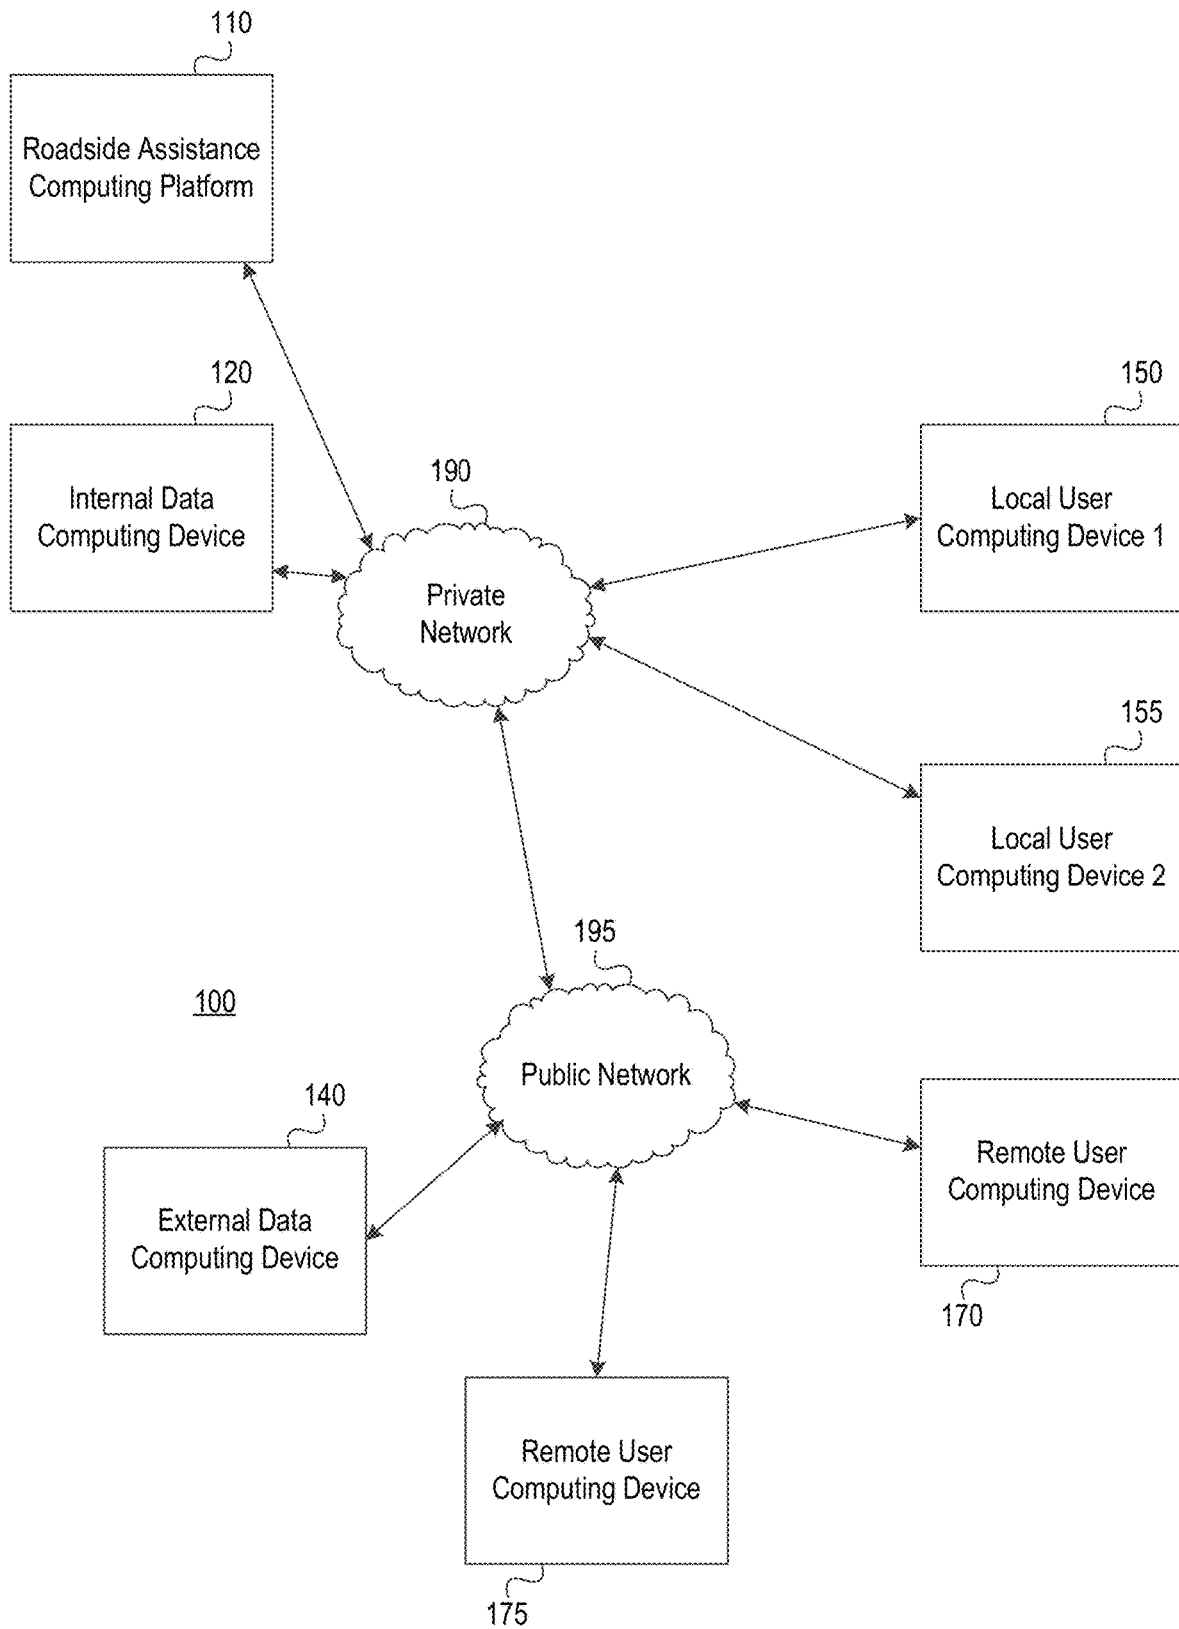 110
Roadside Assistance
Computing Platform
120
Internal Data
Computing Device
190
Private
Network
150
Local User
Computing Device 1
155
Local User
Computing Device 2
195
Public Network
100
140
External Data
Computing Device
Remote User
Computing Device
170
Remote User
Computing Device
175